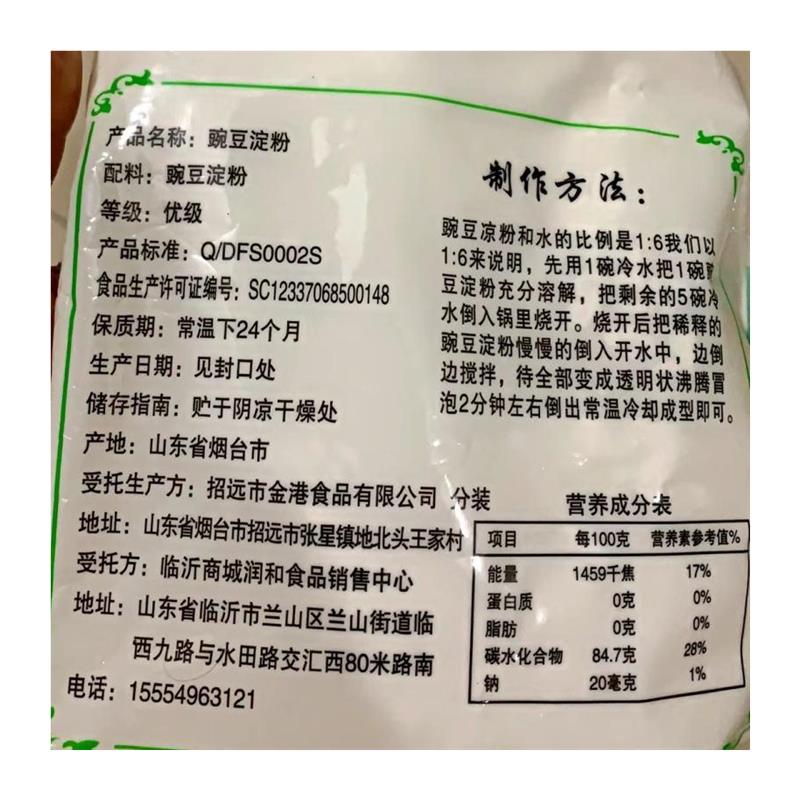 产品名称：豌豆淀粉
配料：豌豆淀粉
等级：优级
产品标准：Q/DFS0002S
食品生产许可证编号：SC12337068500148
保质期：常温下24个月
生产日期：见封口处
储存指南：贮于阴凉干燥处
产地：山东省烟台市
受托生产方：招远市金港食品有限公司 分装
地址：山东省烟台市招远市张星镇地北头王家村
受托方：临沂商城润和食品销售中心
地址：山东省临沂市兰山区兰山街道临
西九路与水田路交汇西80米路南
电话：15554963121
制作方法：
豌豆凉粉和水的比例是1:6我们以
1:6来说明，先用1碗冷水把1碗豌
豆淀粉充分溶解，把剩余的5碗冷
水倒入锅里烧开。烧开后把稀释的
豌豆淀粉慢慢的倒入开水中，边倒
边搅拌，待全部变成透明状沸腾冒
泡2分钟左右倒出常温冷却成型即可。
营养成分表
项目 每100克 营养素参考值%
能量 1459千焦 17%
蛋白质 0克 0%
脂肪 0克 0%
碳水化合物 84.7克 28%
钠 20毫克 1%